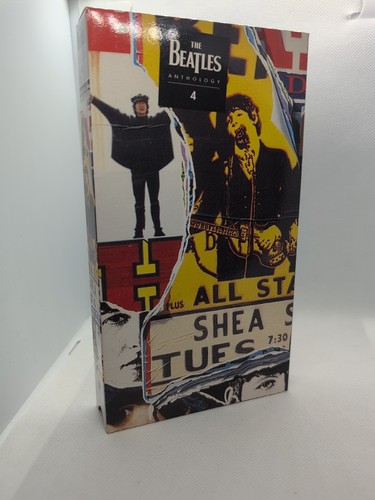 THE
BEATLES
ANTHOLOGY
4
PLUS ALL STA
SHEA S
TUES
7:30